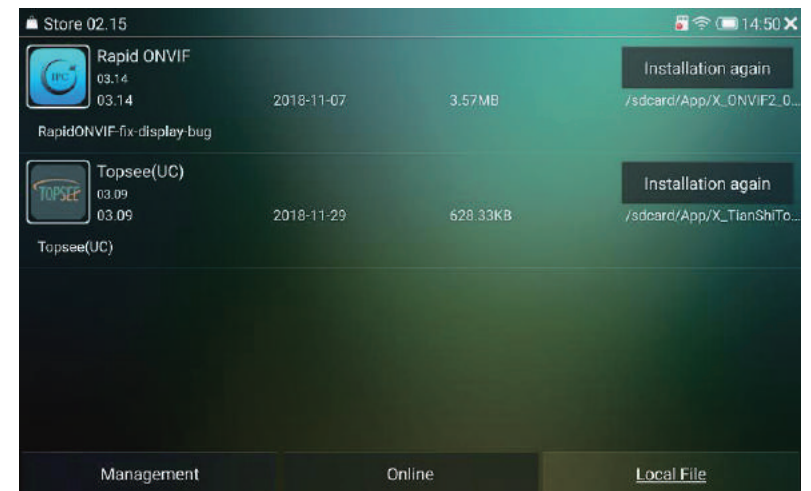 Store 02.15
14:50
Rapid ONVIF
03.14
03.14
2018-11-07
3.57MB
Installation again
/sdcard/App/X_ONVIF2_0...
RapidONVIF-fix-display-bug
IPC
Topsee(UC)
03.09
03.09
2018-11-29
628.33KB
Installation again
/sdcard/App/X_TianShiTo...
TOPSEE
Topsee(UC)
Management
Online
Local File